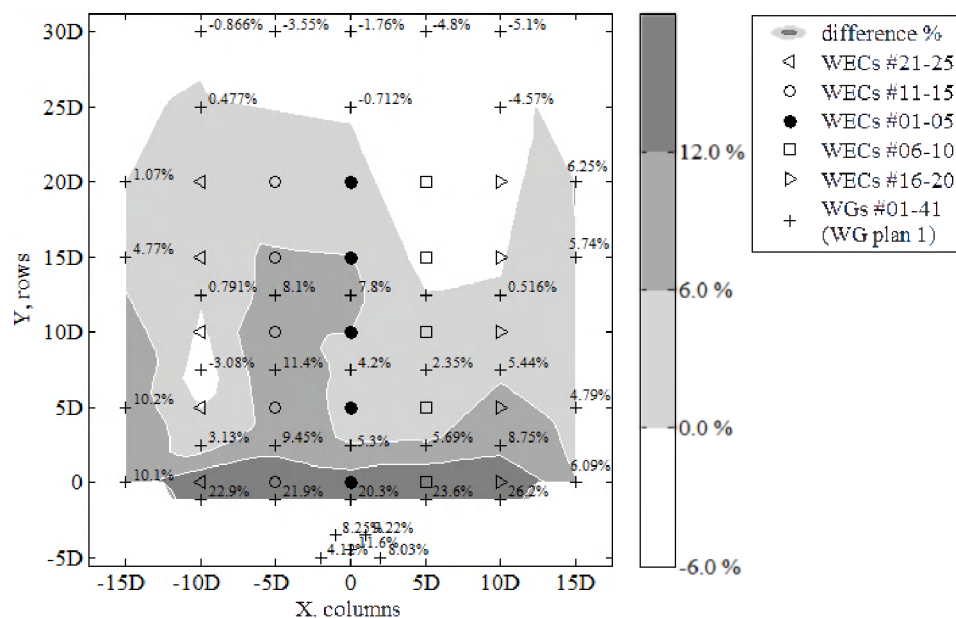 30D
-0.866%
-3.55%
-1.76%
-4.8%
-5.1%
25D
0.477%
-0.712%
-4.57%
20D
1.07%
6.25%
15D
4.77%
5.74%
0.791%
8.1%
7.8%
0.516%
10D
-3.08%
11.4%
4.2%
2.35%
5.44%
5D
10.2%
4.79%
3.13%
9.45%
5.3%
5.69%
8.75%
0
10.1%
6.09%
22.9%
21.9%
20.3%
23.6%
26.2%
8.25%
9.22%
11.6%
8.03%
-5D
-15D -10D -5D 0 5D 10D 15D
X, columns
Y, rows
12.0 %
6.0 %
0.0 %
-6.0 %
difference %
WECs #21-25
WECs #11-15
WECs #01-05
WECs #06-10
WECs #16-20
WGs #01-41
(WG plan 1)